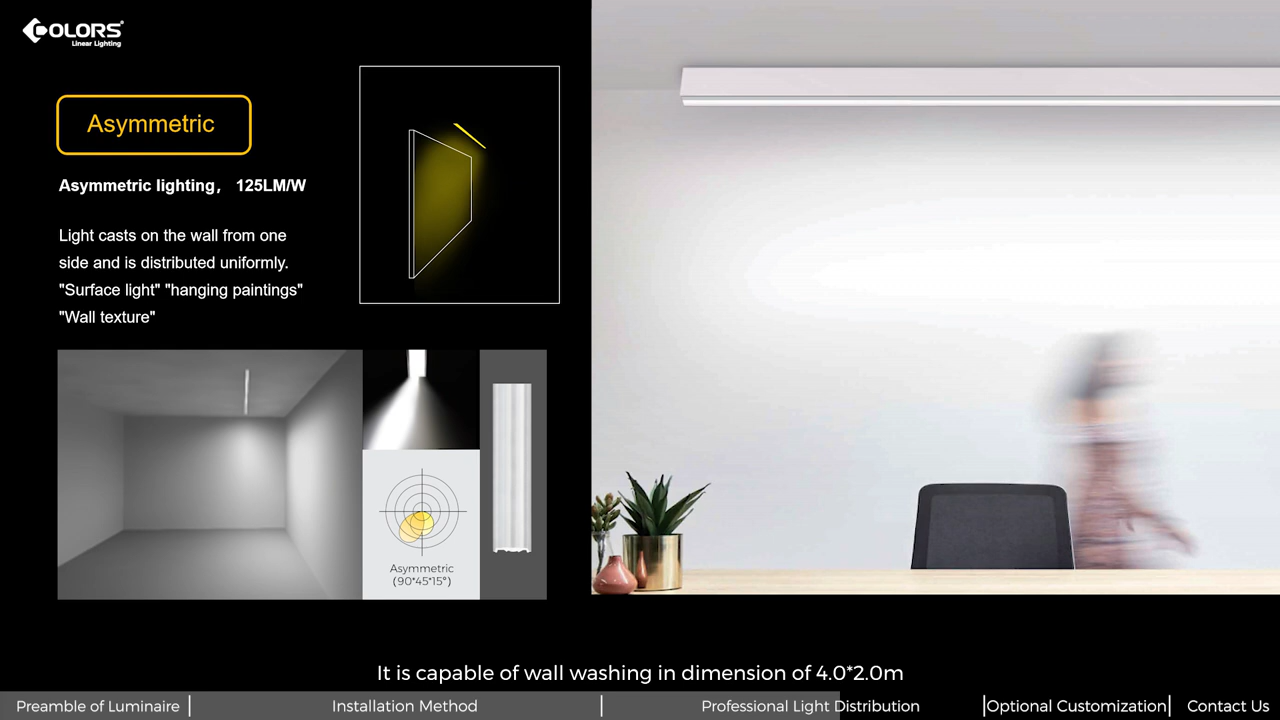 COLORS®
Linear Lighting
Asymmetric
Asymmetric lighting, 125LM/W
Light casts on the wall from one
side and is distributed uniformly.
"Surface light" "hanging paintings"
"Wall texture"
Asymmetric
(90*45*15°)
It is capable of wall washing in dimension of 4.0*2.0m
Preamble of Luminaire
Installation Method
Professional Light Distribution
Optional Customization
Contact Us